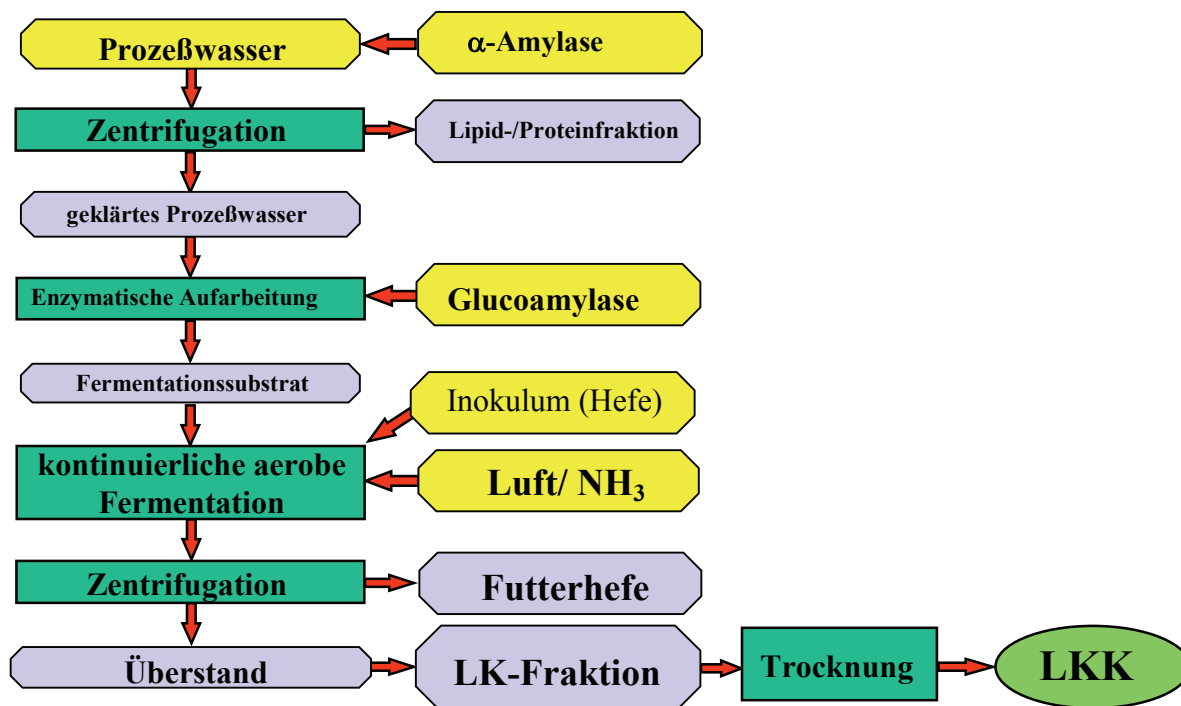 Prozeßwasser
α-Amylase
Zentrifugation
Lipid-/Proteinfraktion
geklärtes Prozeßwasser
Enzymatische Aufarbeitung
Glucoamylase
Fermentationssubstrat
Inokulum (Hefe)
kontinuierliche aerobe
Fermentation
Luft/ NH₃
Zentrifugation
Futterhefe
Überstand
LK-Fraktion
Trocknung
LKK